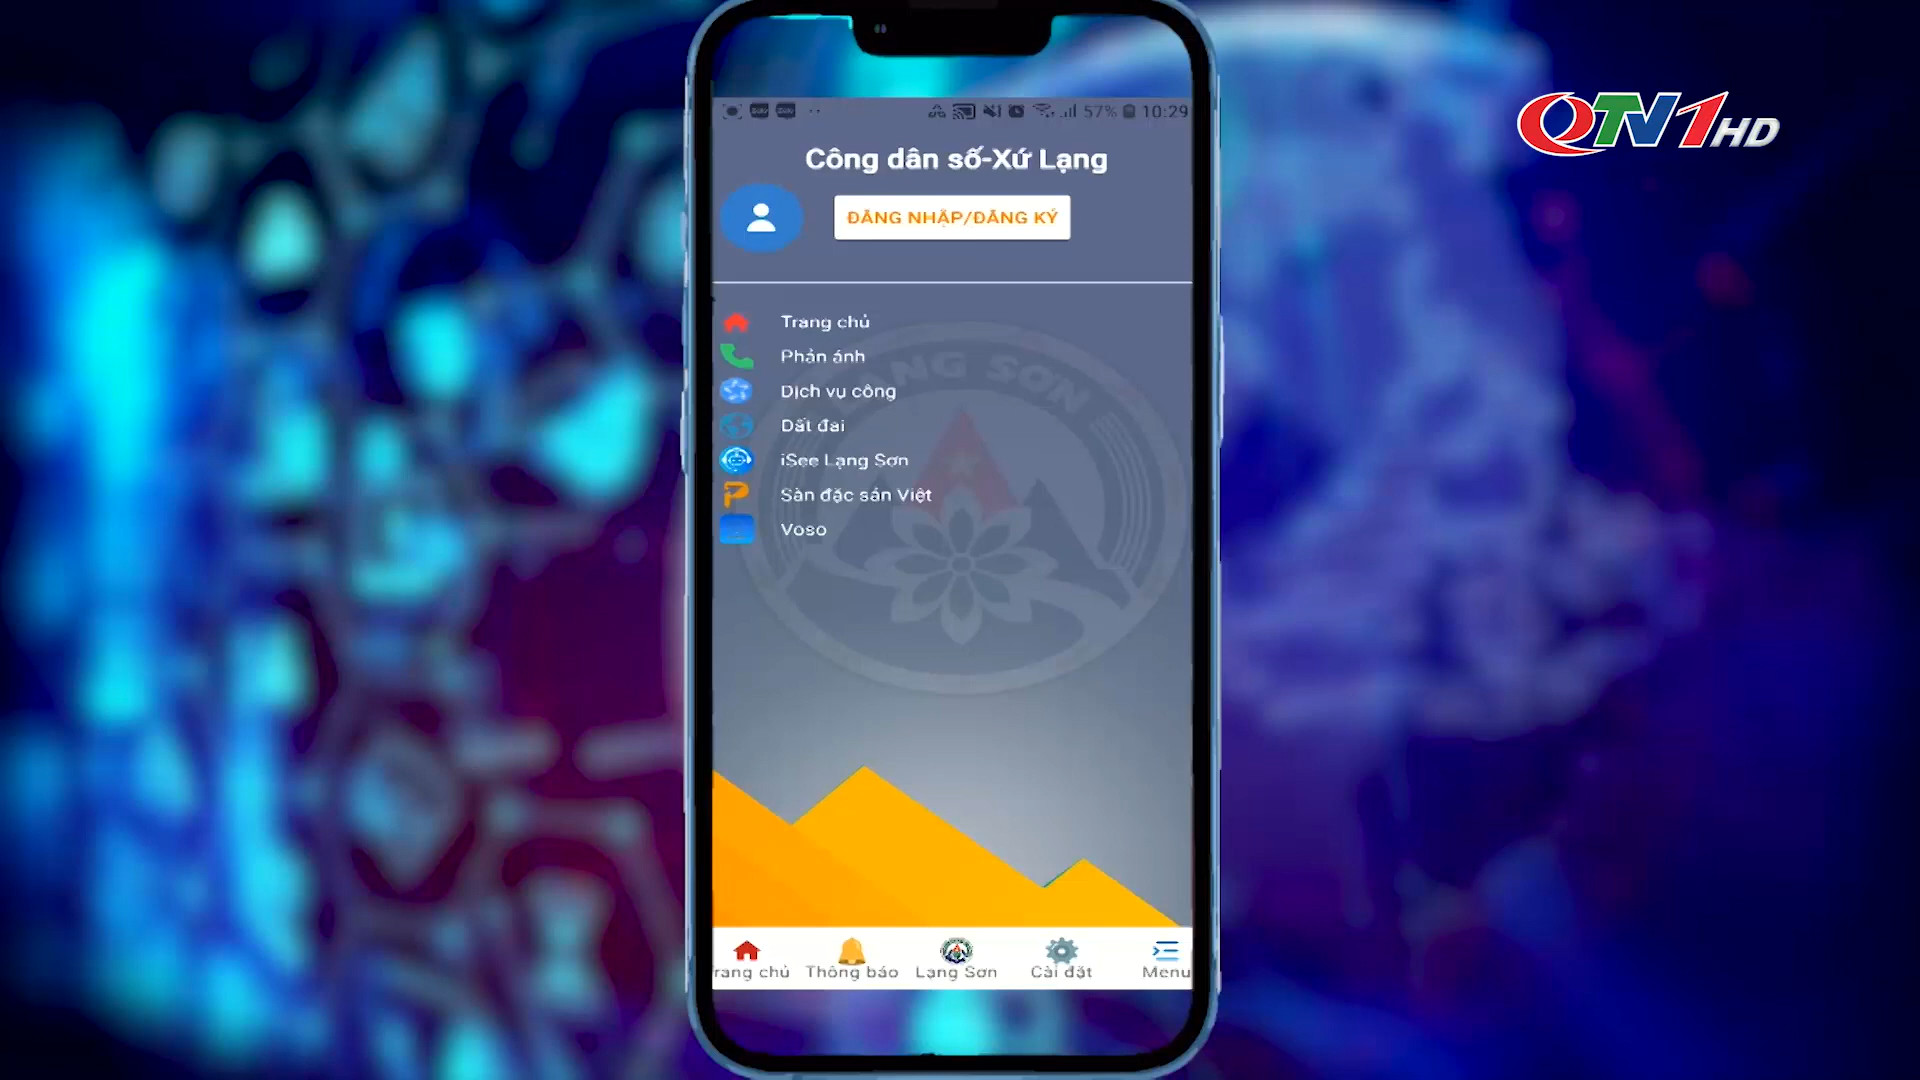 QTV1HD
57% 10:29
Công dân số-Xứ Lạng
ĐĂNG NHẬP/ĐĂNG KÝ
Trang chủ
Phản ánh
Dịch vụ công
Đất đai
iSee Lạng Sơn
Sàn đặc sản Việt
Voso
ẠNG SƠN
rang chủ Thông báo Lạng Sơn Cài đặt Menu